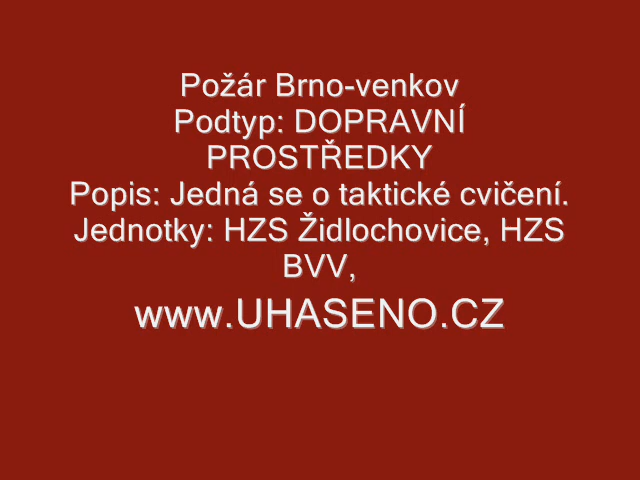 Požár Brno-venkov
Podtyp: DOPRAVNÍ
PROSTŘEDKY
Popis: Jedná se o taktické cvičení.
Jednotky: HZS Židlochovice, HZS
BVV,
www.UHASENO.CZ